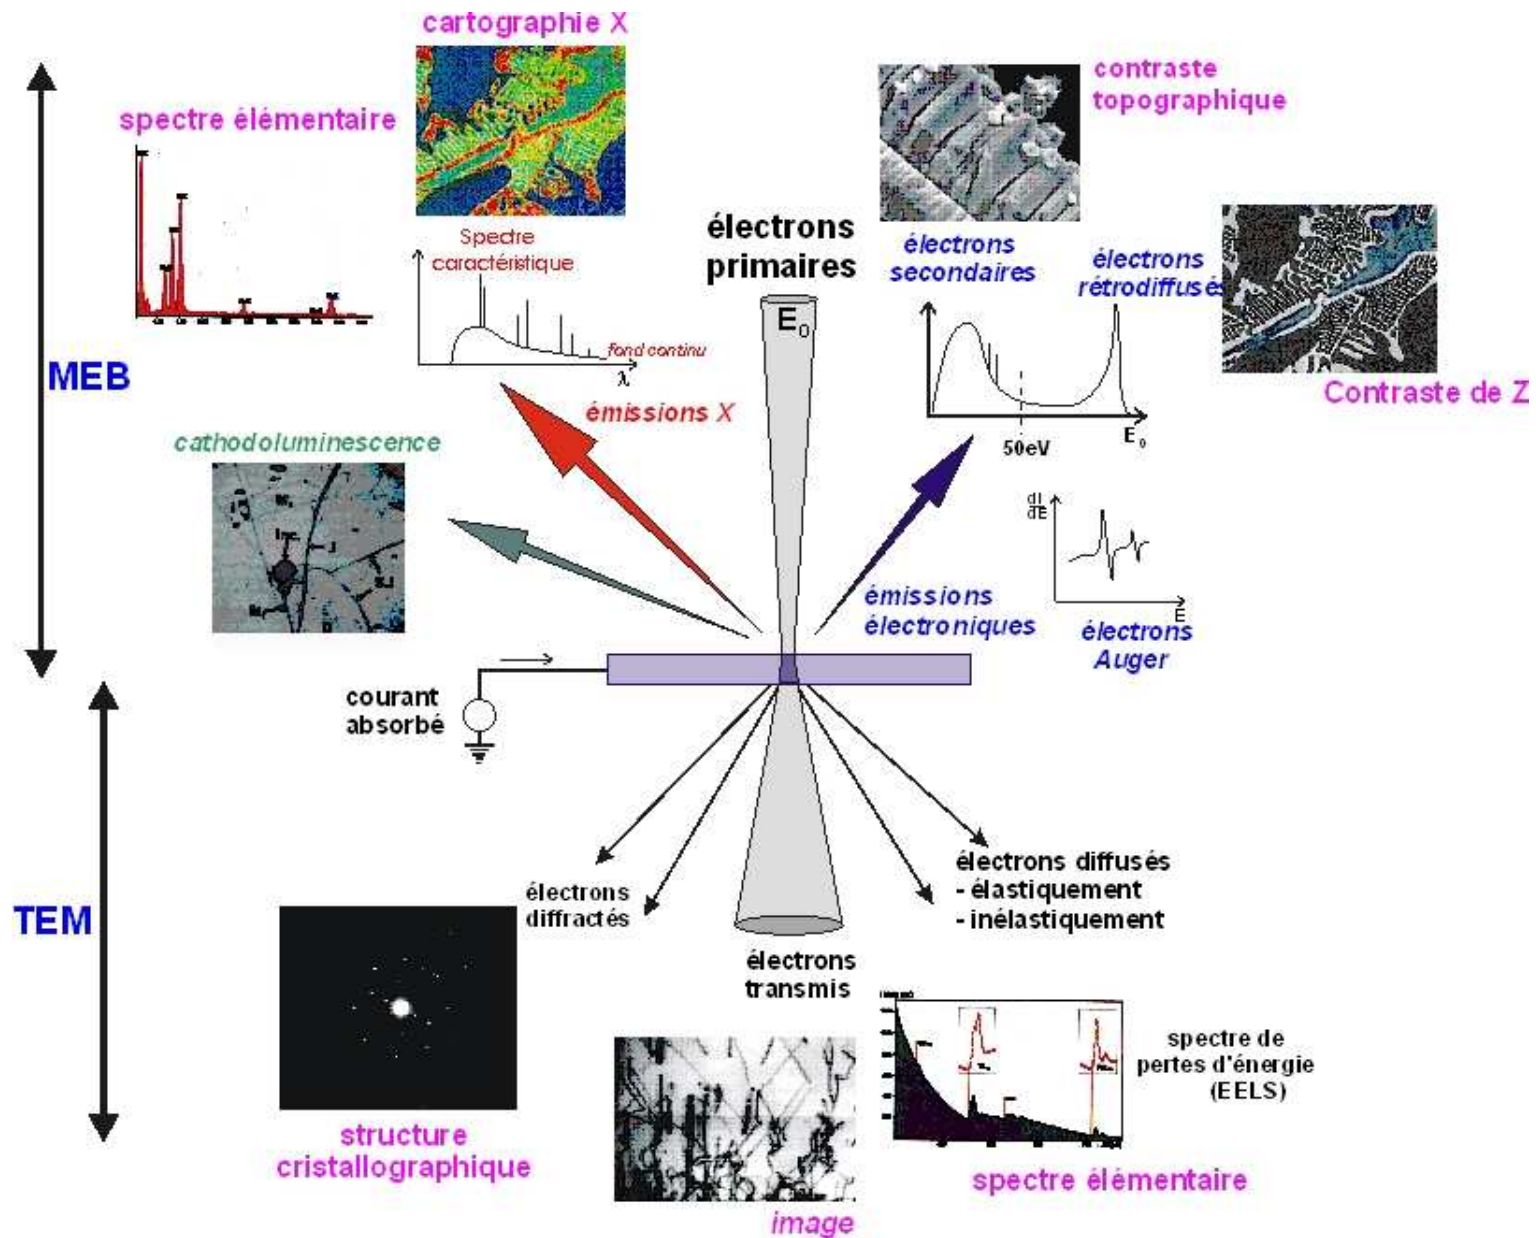 cartographie X
contraste
topographique
spectre élémentaire
Spectre
caractéristique
fond continu
λ
électrons
primaires
E₀
électrons
secondaires
électrons
rétrodiffusés
50eV
E₀
Contraste de Z
MEB
émissions X
cathodoluminescence
Inc.
J
dI
dE
E
émissions
électroniques
électrons
Auger
courant
absorbé
TEM
électrons
diffractés
électrons diffusés
- élastiquement
- inélastiquement
électrons
transmis
spectre de
pertes d'énergie
(EELS)
structure
cristallographique
spectre élémentaire
image